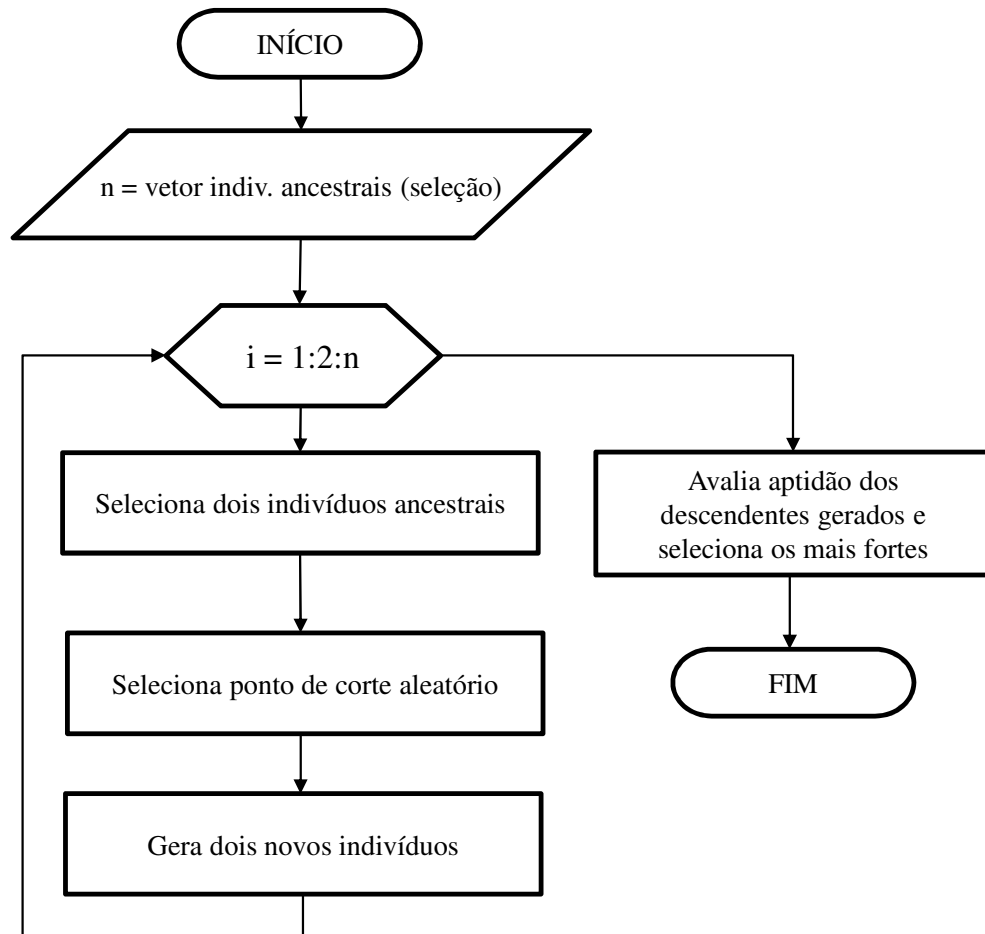 INÍCIO
n = vetor indiv. ancestrais (seleção)
i = 1:2:n
Seleciona dois indivíduos ancestrais
Seleciona ponto de corte aleatório
Gera dois novos indivíduos
Avalia aptidão dos
descendentes gerados e
seleciona os mais fortes
FIM